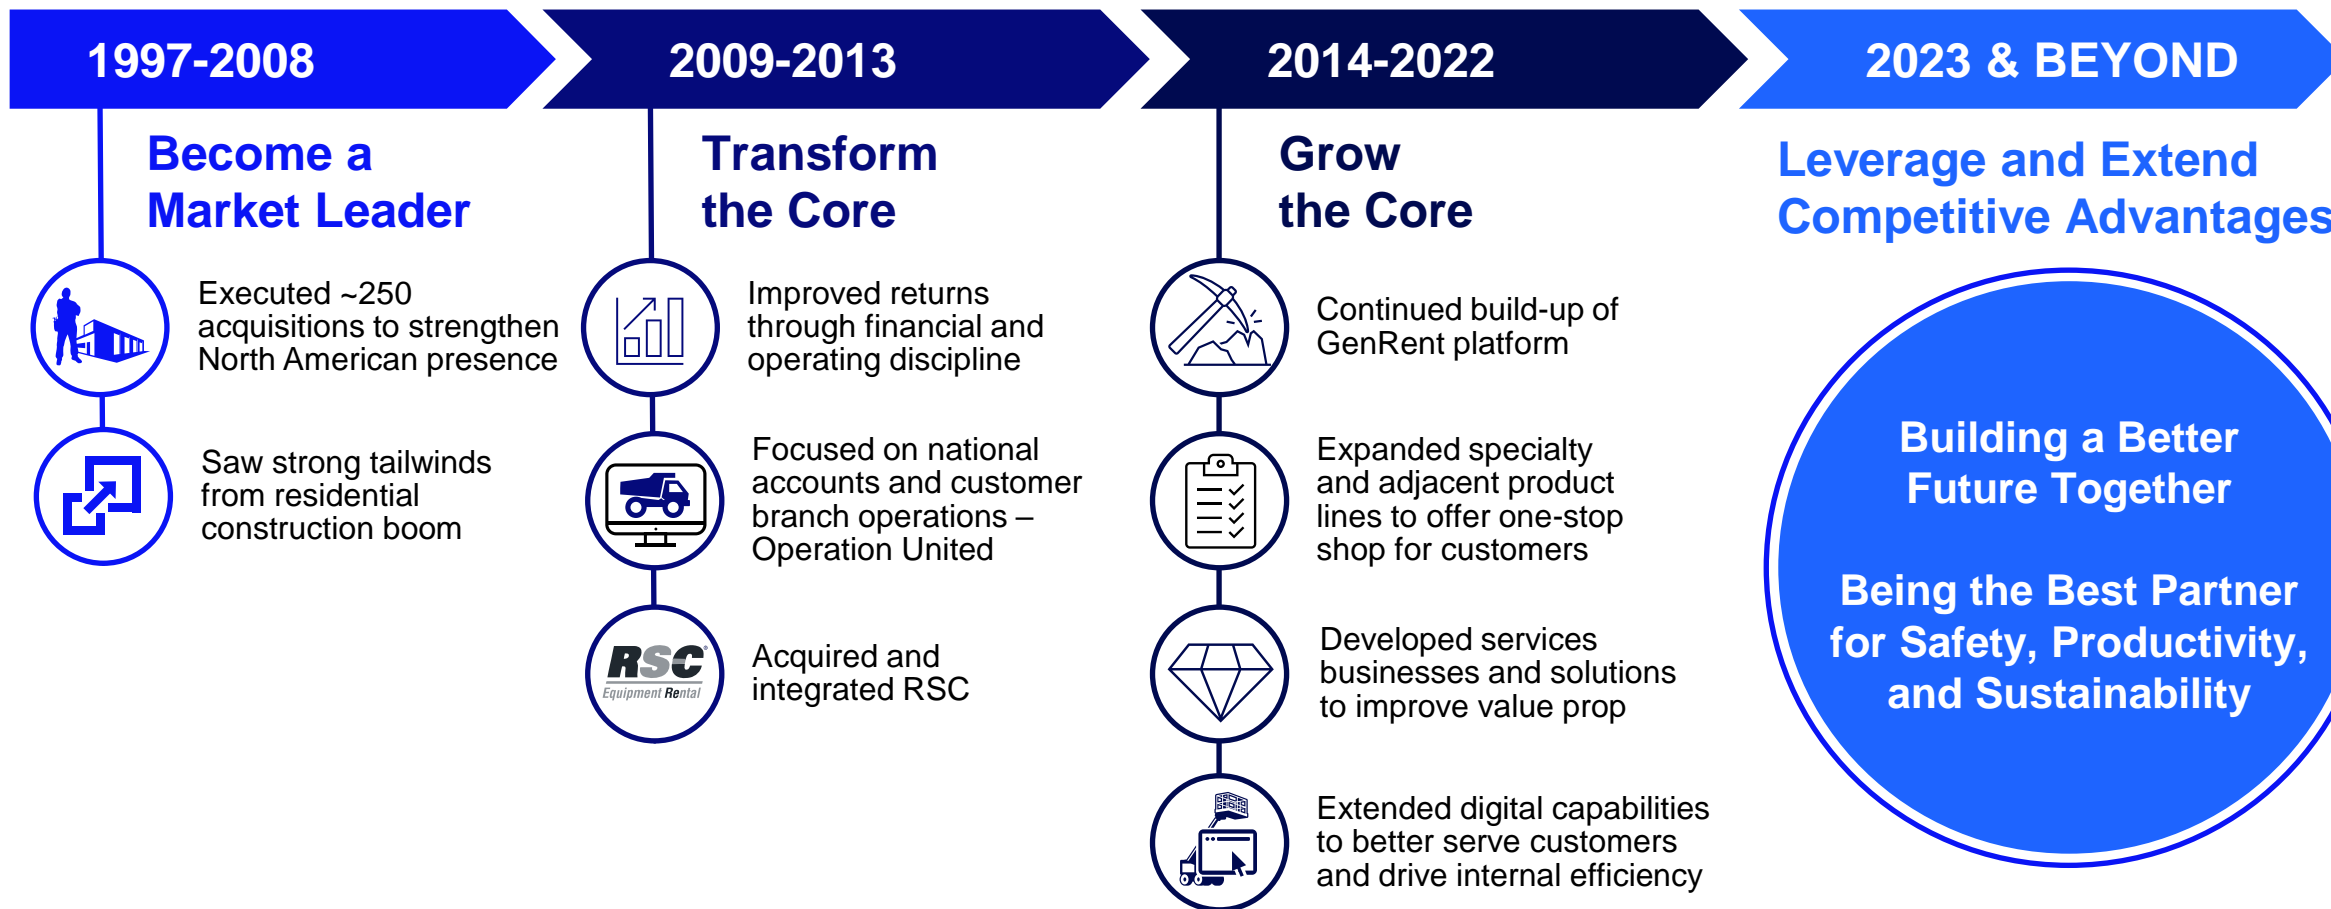 1997-2008
Become a
Market Leader
Executed ~250
acquisitions to strengthen
North American presence
Saw strong tailwinds
from residential
construction boom
2009-2013
Transform
the Core
Improved returns
through financial and
operating discipline
Focused on national
accounts and customer
branch operations –
Operation United
RSC®
Equipment Rental
Acquired and
integrated RSC
2014-2022
Grow
the Core
Continued build-up of
GenRent platform
Expanded specialty
and adjacent product
lines to offer one-stop
shop for customers
Developed services
businesses and solutions
to improve value prop
Extended digital capabilities
to better serve customers
and drive internal efficiency
2023 & BEYOND
Leverage and Extend
Competitive Advantages
Building a Better
Future Together
Being the Best Partner
for Safety, Productivity,
and Sustainability